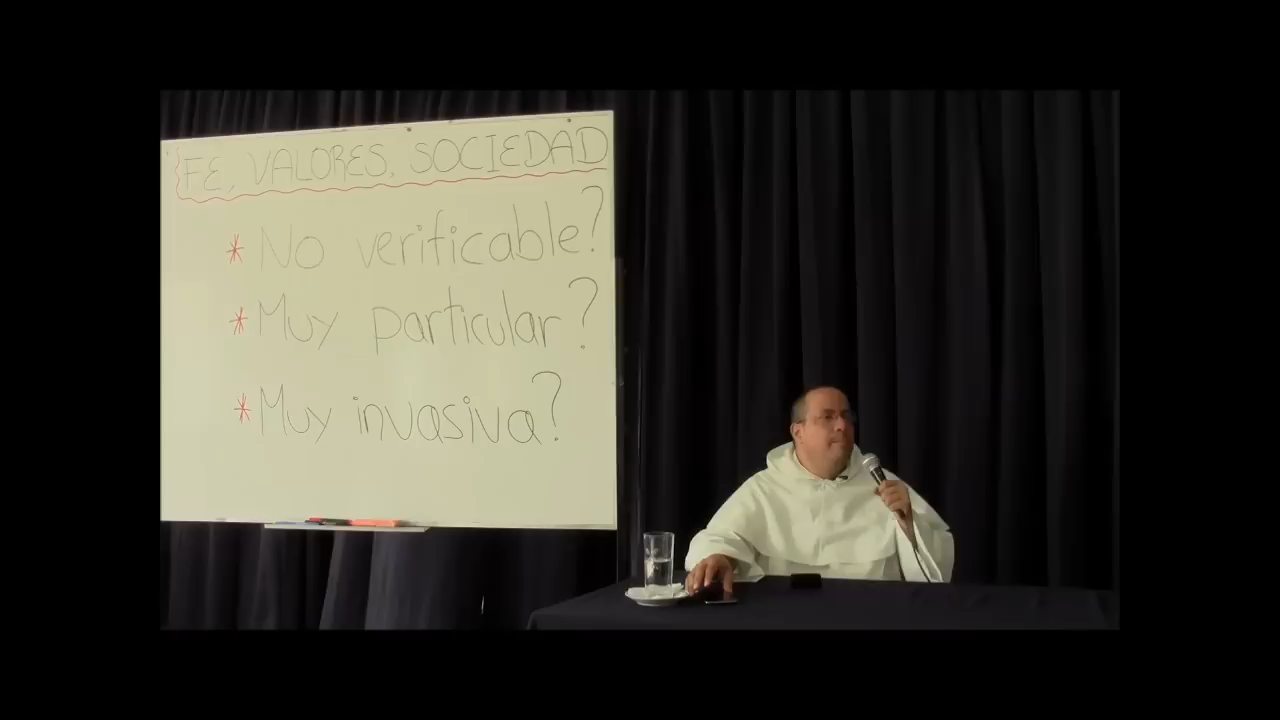 FE, VALORES, SOCIEDAD
* No verificable?
* Muy particular?
* Muy invasiva?